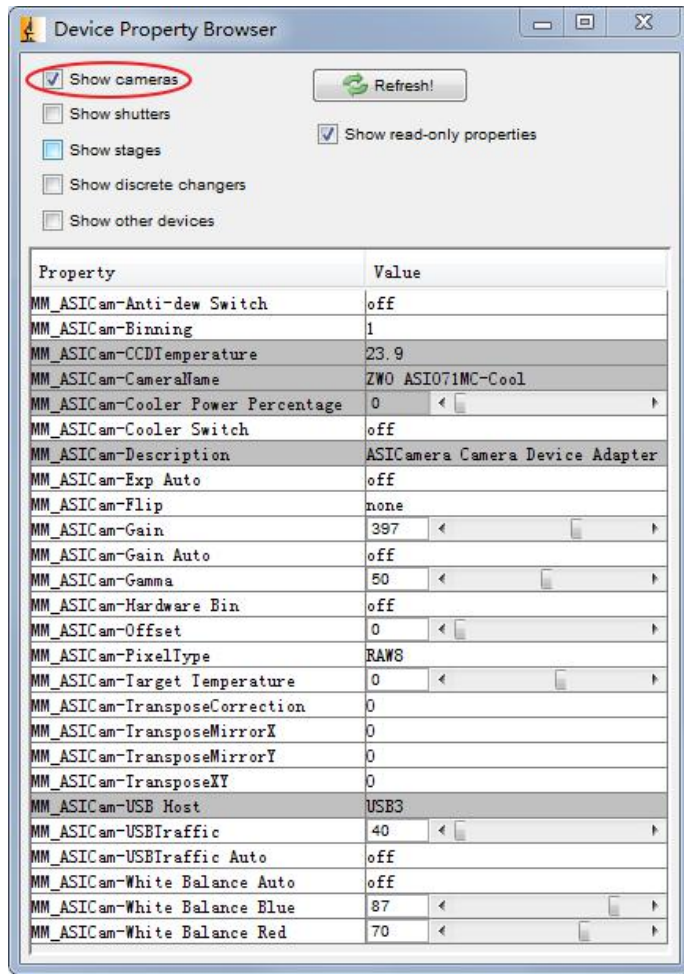 Device Property Browser
Show cameras
Refresh!
Show shutters
Show read-only properties
Show stages
Show discrete changers
Show other devices
Property Value
MM_ASICam-Anti-dew Switch off
MM_ASICam-Binning 1
MM_ASICam-CCDTemperature 23.9
MM_ASICam-CameraName ZWO ASI071MC-Cool
MM_ASICam-Cooler Power Percentage 0
MM_ASICam-Cooler Switch off
MM_ASICam-Description ASICamera Camera Device Adapter
MM_ASICam-Exp Auto off
MM_ASICam-Flip none
MM_ASICam-Gain 397
MM_ASICam-Gain Auto off
MM_ASICam-Gamma 50
MM_ASICam-Hardware Bin off
MM_ASICam-Offset 0
MM_ASICam-PixelType RAW8
MM_ASICam-Target Temperature 0
MM_ASICam-TransposeCorrection 0
MM_ASICam-TransposeMirrorX 0
MM_ASICam-TransposeMirrorY 0
MM_ASICam-TransposeXY 0
MM_ASICam-USB Host USB3
MM_ASICam-USBTraffic 40
MM_ASICam-USBTraffic Auto off
MM_ASICam-White Balance Auto off
MM_ASICam-White Balance Blue 87
MM_ASICam-White Balance Red 70